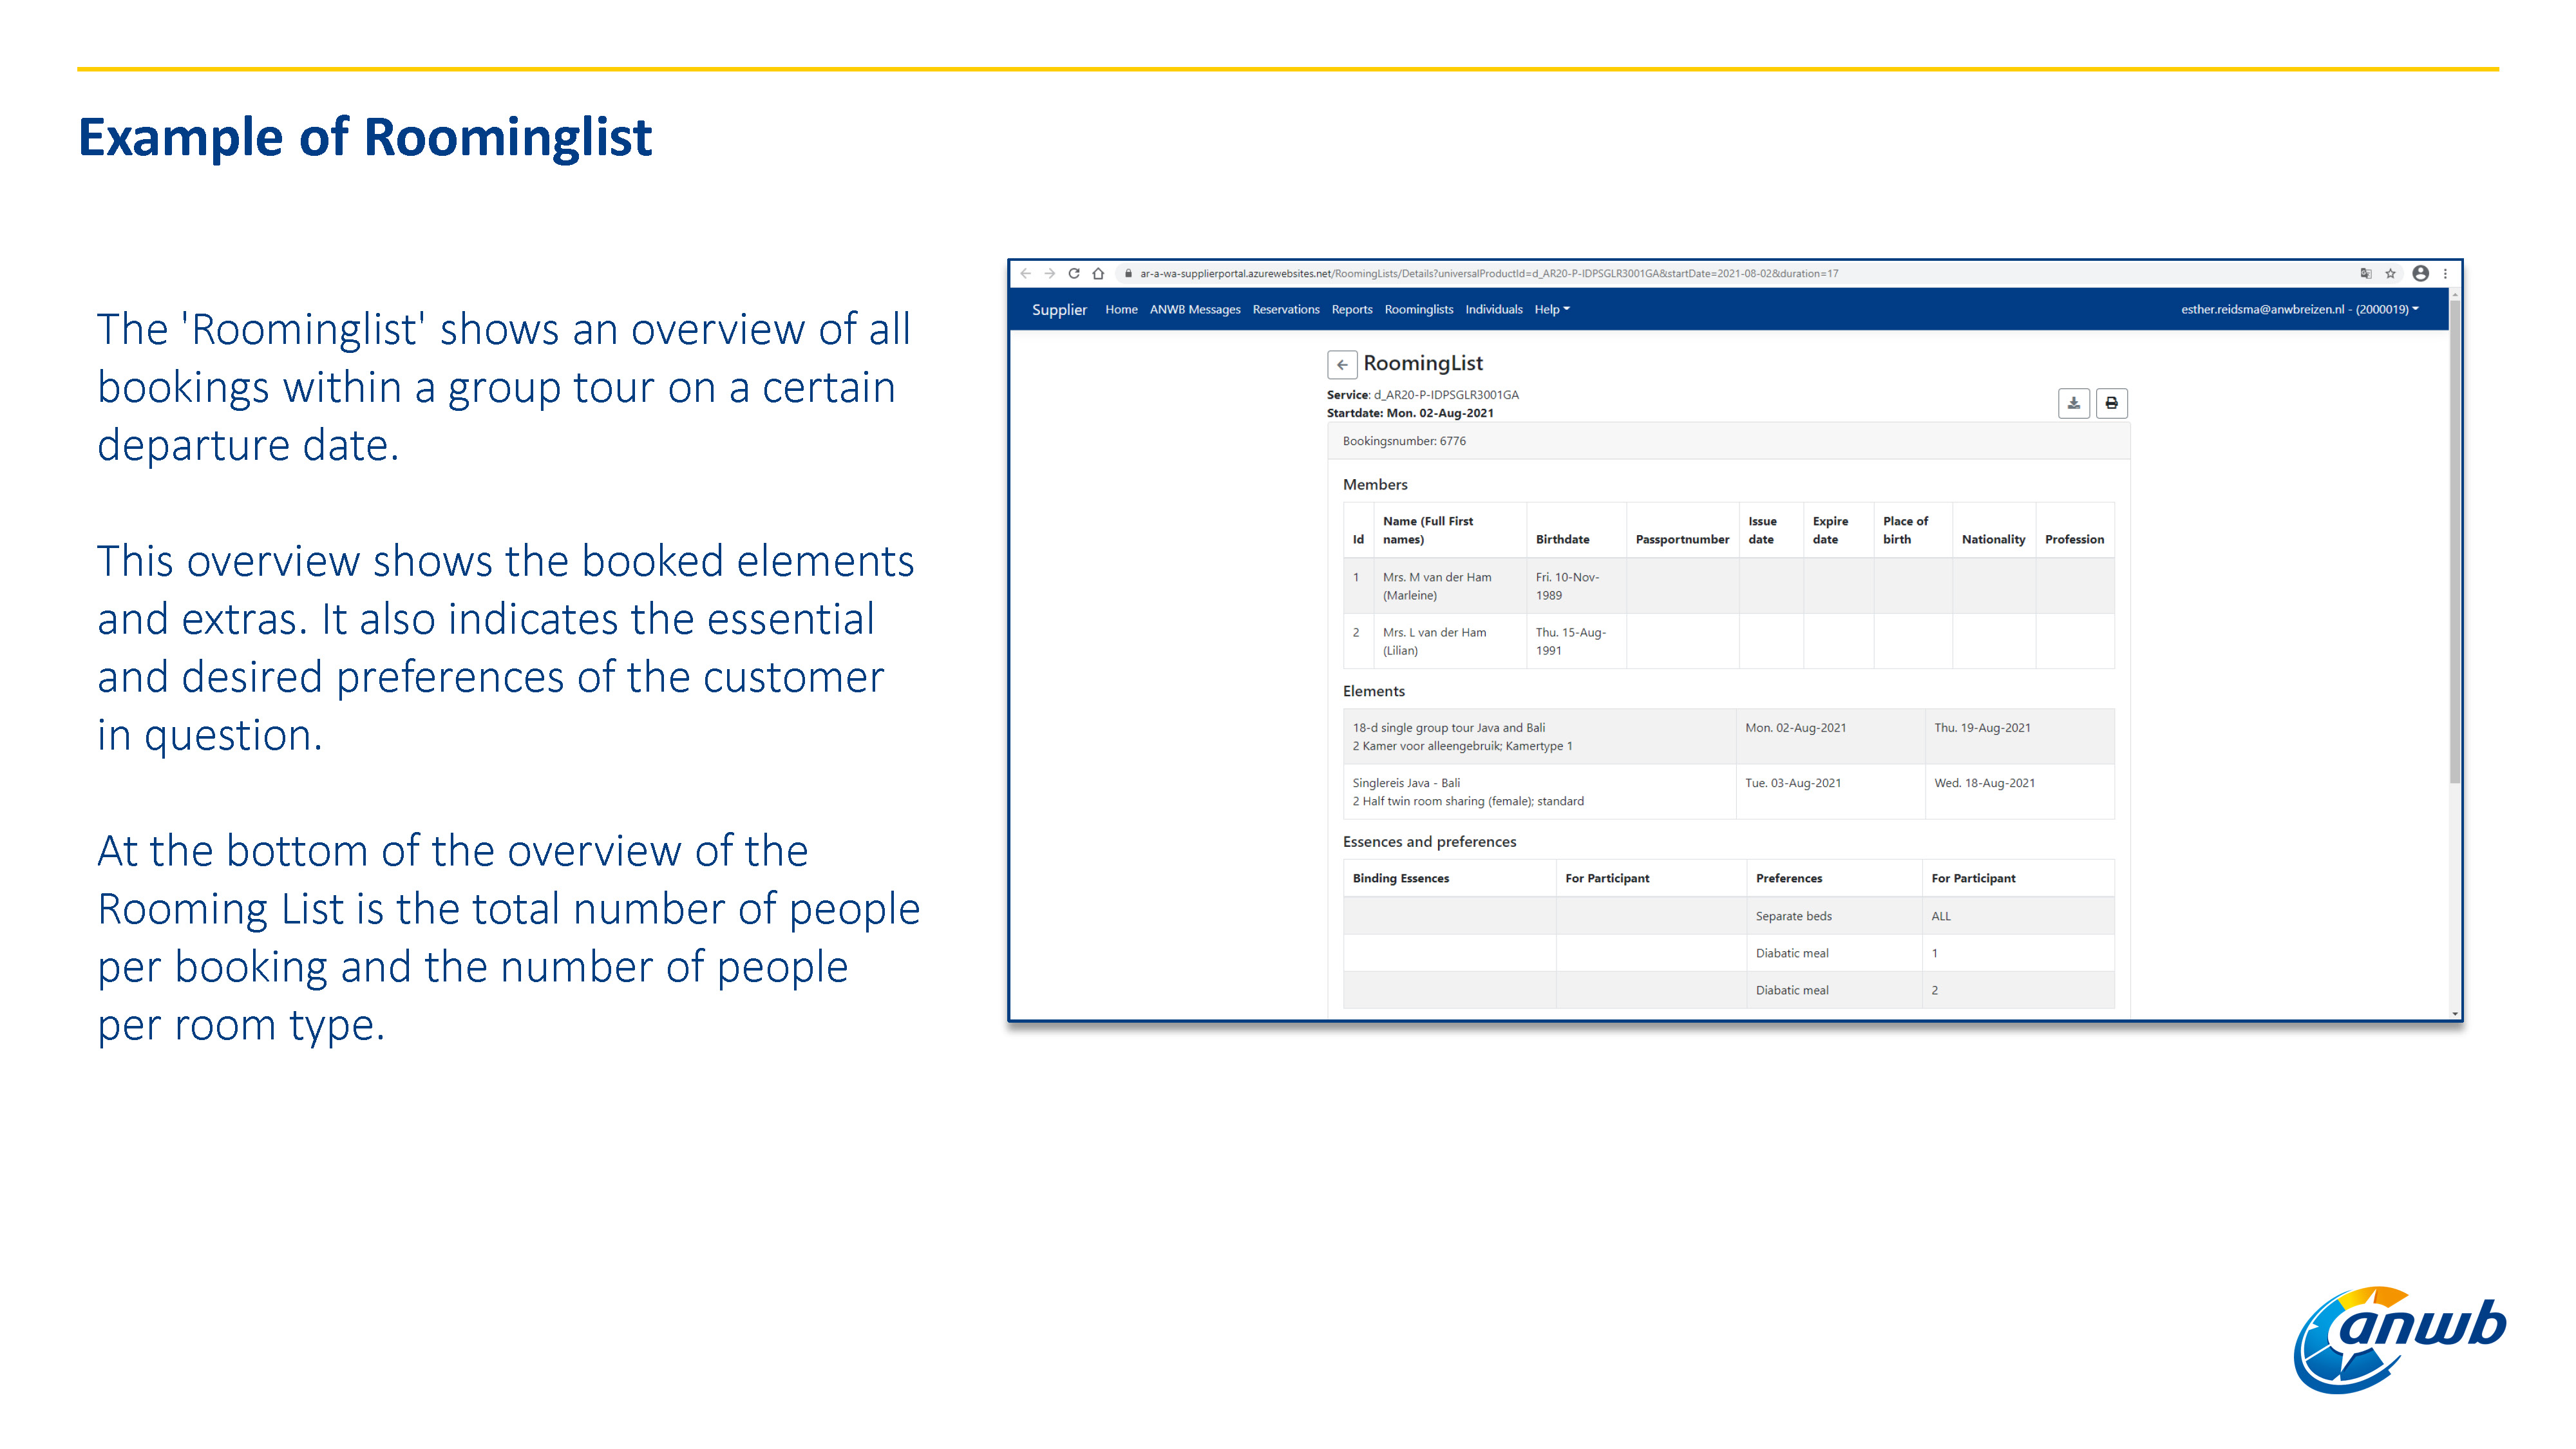 Example of Roominglist
The 'Roominglist' shows an overview of all
bookings within a group tour on a certain
departure date.
This overview shows the booked elements
and extras. It also indicates the essential
and desired preferences of the customer
in question.
At the bottom of the overview of the
Rooming List is the total number of people
per booking and the number of people
per room type.
ar-a-wa-supplierportal.azurewebsites.net/RoomingLists/Details?universalProductId=d_AR20-P-IDPSGLR3001GA&startDate=2021-08-02&duration=17
Supplier Home ANWB Messages Reservations Reports Roominglists Individuals Help esther.reidsma@anwbreizen.nl - (2000019)
RoomingList
Service: d_AR20-P-IDPSGLR3001GA
Startdate: Mon. 02-Aug-2021
Bookingsnumber: 6776
Members
Id Name (Full First names) Birthdate Passportnumber Issue date Expire date Place of birth Nationality Profession
1 Mrs. M van der Ham (Marleine) Fri. 10-Nov-1989
2 Mrs. L van der Ham (Lilian) Thu. 15-Aug-1991
Elements
18-d single group tour Java and Bali Mon. 02-Aug-2021 Thu. 19-Aug-2021
2 Kamer voor alleengebruik; Kamertype 1
Singlereis Java - Bali Tue. 03-Aug-2021 Wed. 18-Aug-2021
2 Half twin room sharing (female); standard
Essences and preferences
Binding Essences For Participant Preferences For Participant
Separate beds ALL
Diabatic meal 1
Diabatic meal 2
anwb